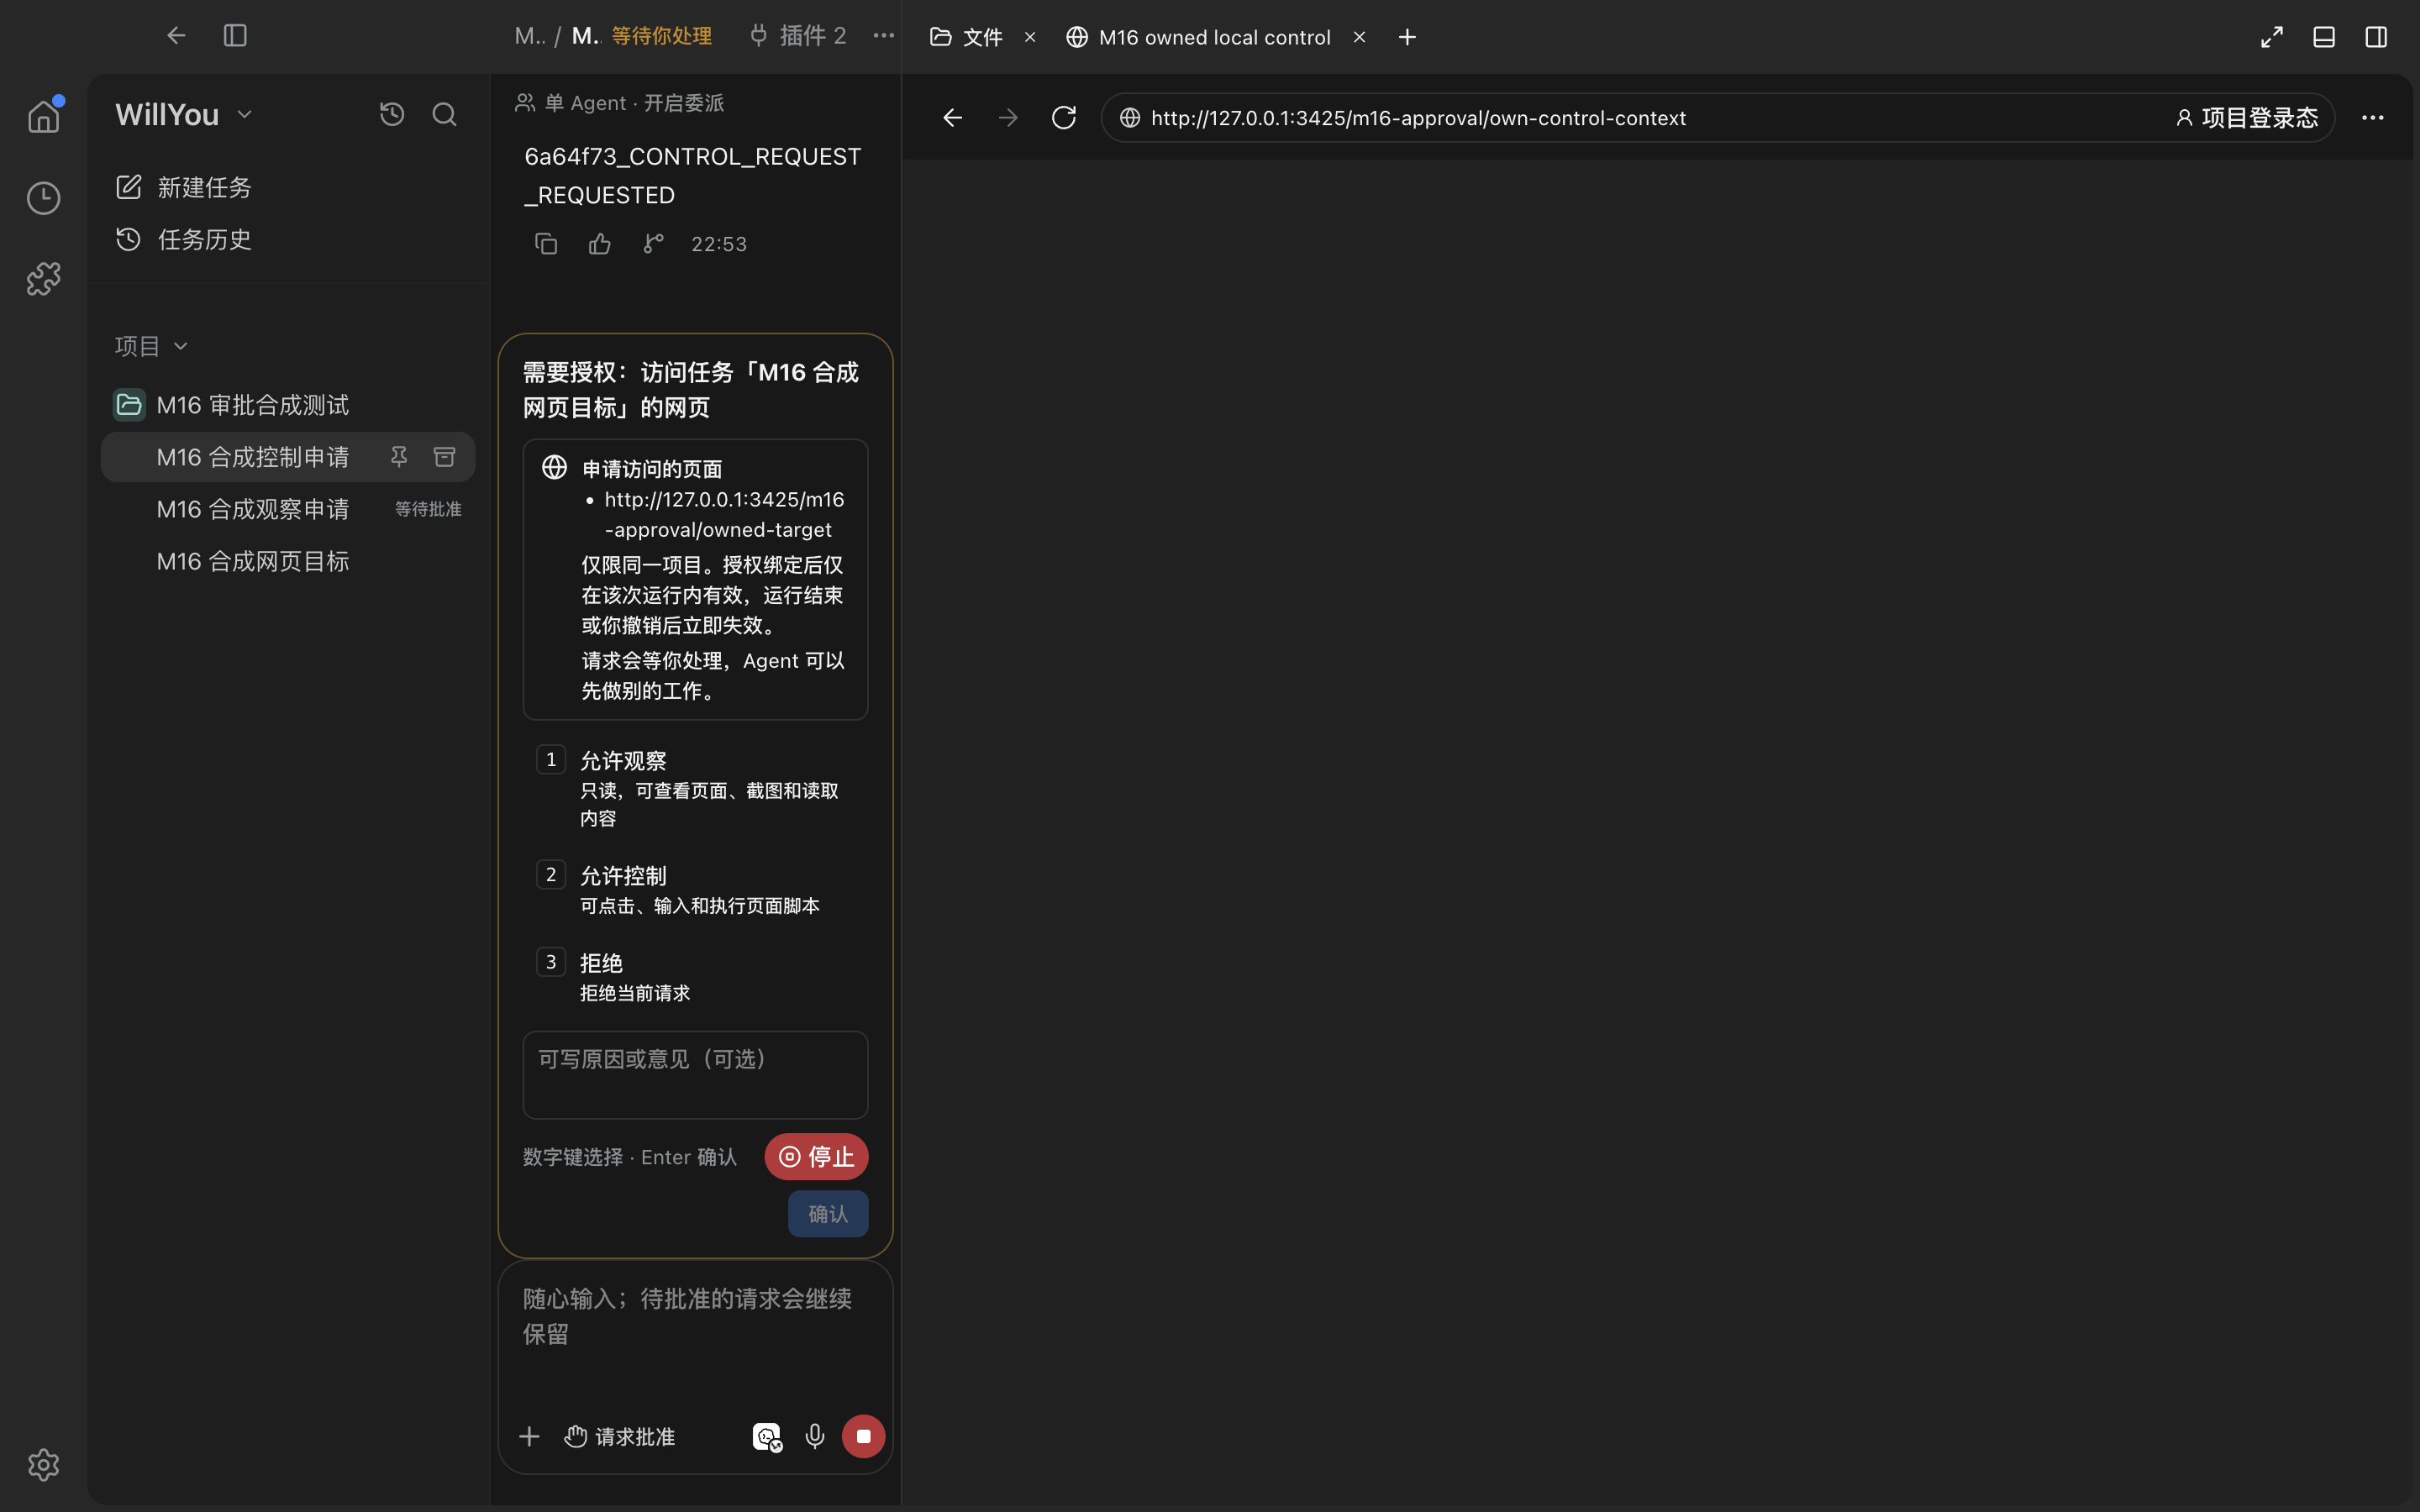 M.. / M. 等待你处理 插件 2
文件
M16 owned local control
WillYou
新建任务
任务历史
项目
M16 审批合成测试
M16 合成控制申请
M16 合成观察申请 等待批准
M16 合成网页目标
单 Agent · 开启委派
6a64f73_CONTROL_REQUEST
_REQUESTED
22:53
需要授权：访问任务「M16 合成
网页目标」的网页
申请访问的页面
• http://127.0.0.1:3425/m16
-approval/owned-target
仅限同一项目。授权绑定后仅
在该次运行内有效，运行结束
或你撤销后立即失效。
请求会等你处理，Agent 可以
先做别的工作。
1 允许观察
只读，可查看页面、截图和读取
内容
2 允许控制
可点击、输入和执行页面脚本
3 拒绝
拒绝当前请求
可写原因或意见（可选）
数字键选择 · Enter 确认 停止
确认
随心输入；待批准的请求会继续
保留
请求批准
http://127.0.0.1:3425/m16-approval/own-control-context 项目登录态